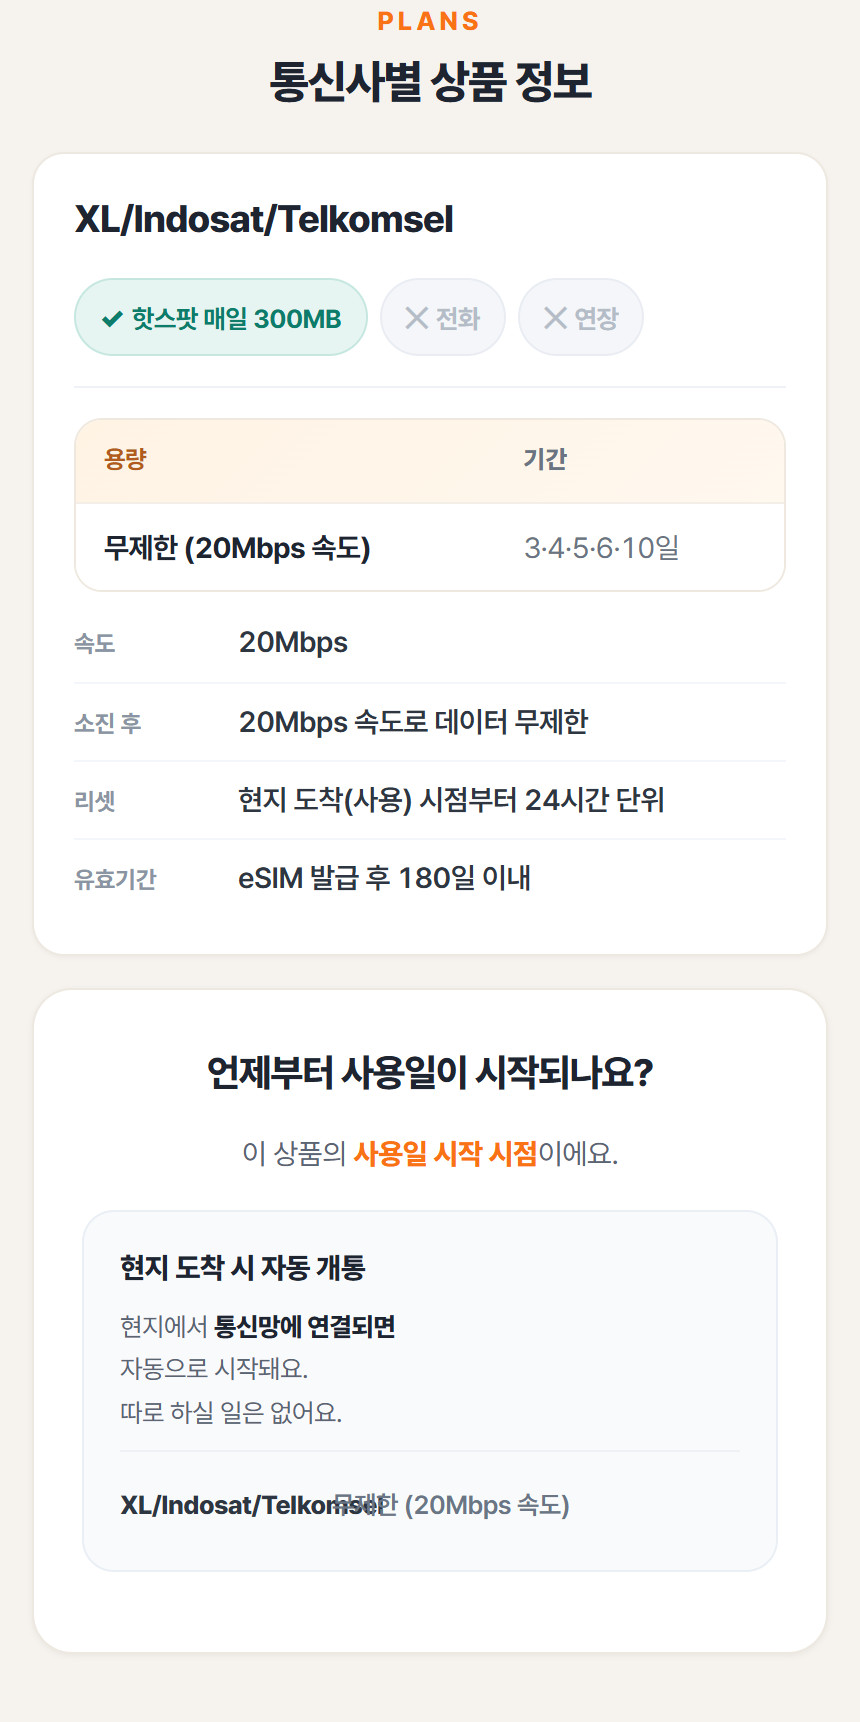 PLANS
통신사별 상품 정보
XL/Indosat/Telkomsel
✓ 핫스팟 매일 300MB
✕ 전화
✕ 연장
용량 기간
무제한 (20Mbps 속도) 3·4·5·6·10일
속도 20Mbps
소진 후 20Mbps 속도로 데이터 무제한
리셋 현지 도착(사용) 시점부터 24시간 단위
유효기간 eSIM 발급 후 180일 이내
언제부터 사용일이 시작되나요?
이 상품의 사용일 시작 시점이에요.
현지 도착 시 자동 개통
현지에서 통신망에 연결되면
자동으로 시작돼요.
따로 하실 일은 없어요.
XL/Indosat/Telkomsel 무제한 (20Mbps 속도)